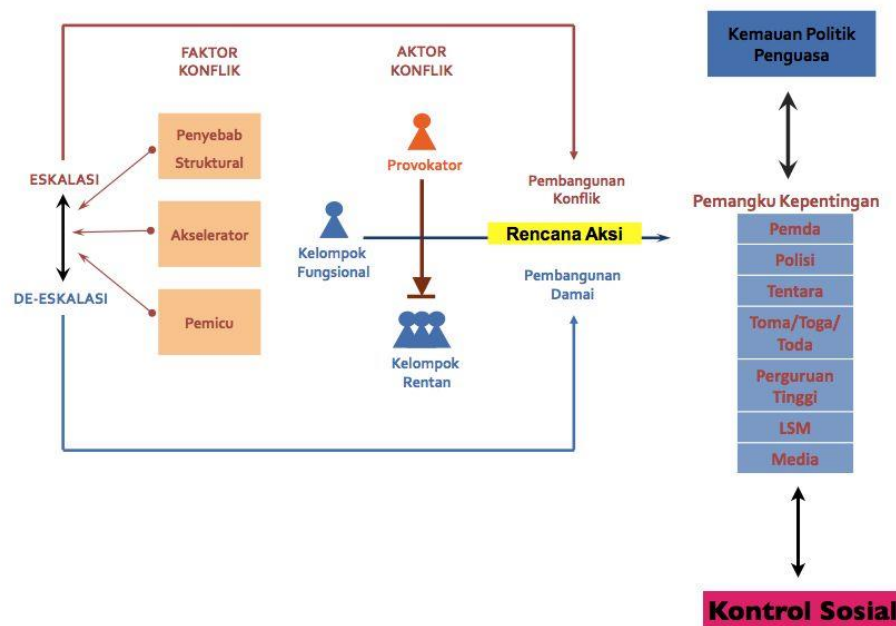 FAKTOR
KONFLIK
Penyebab
Struktural
Akselerator
Pemicu
ESKALASI
DE-ESKALASI
AKTOR
KONFLIK
Provokator
Kelompok
Fungsional
Kelompok
Rentan
Pembangunan
Konflik
Rencana Aksi
Pembangunan
Damai
Kemauan Politik
Penguasa
Pemangku Kepentingan
Pemda
Polisi
Tentara
Toma/Toga/
Toda
Perguruan
Tinggi
LSM
Media
Kontrol Sosial